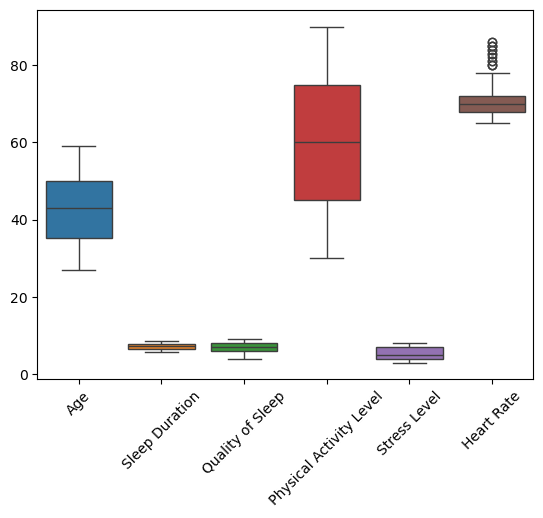 80
60
40
20
0
Age
Sleep Duration
Quality of Sleep
Physical Activity Level
Stress Level
Heart Rate